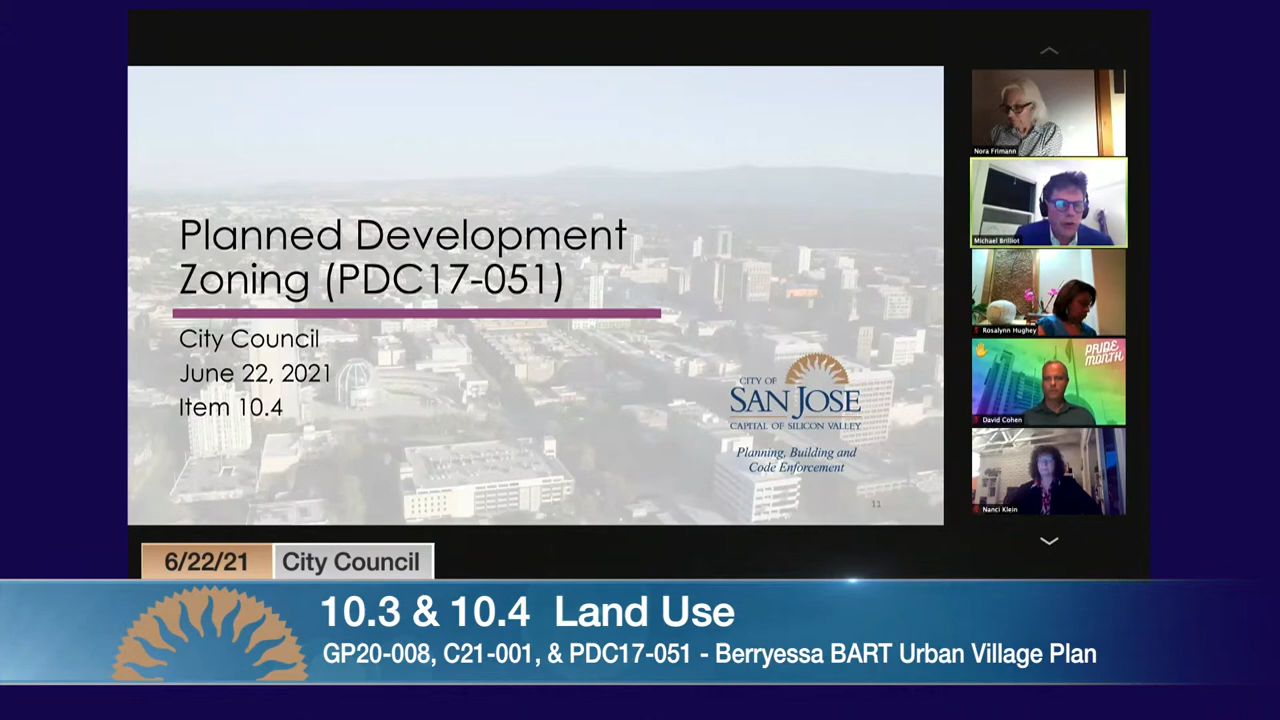 Planned Development
Zoning (PDC17-051)
City Council
June 22, 2021
Item 10.4
CITY OF
SAN JOSE
CAPITAL OF SILICON VALLEY
Planning, Building and
Code Enforcement
11
Nora Frimann
Michael Brilliot
Rosalynn Hughey
PRIDE
MONTH
David Cohen
Nanci Klein
6/22/21
City Council
10.3 & 10.4 Land Use
GP20-008, C21-001, & PDC17-051 - Berryessa BART Urban Village Plan